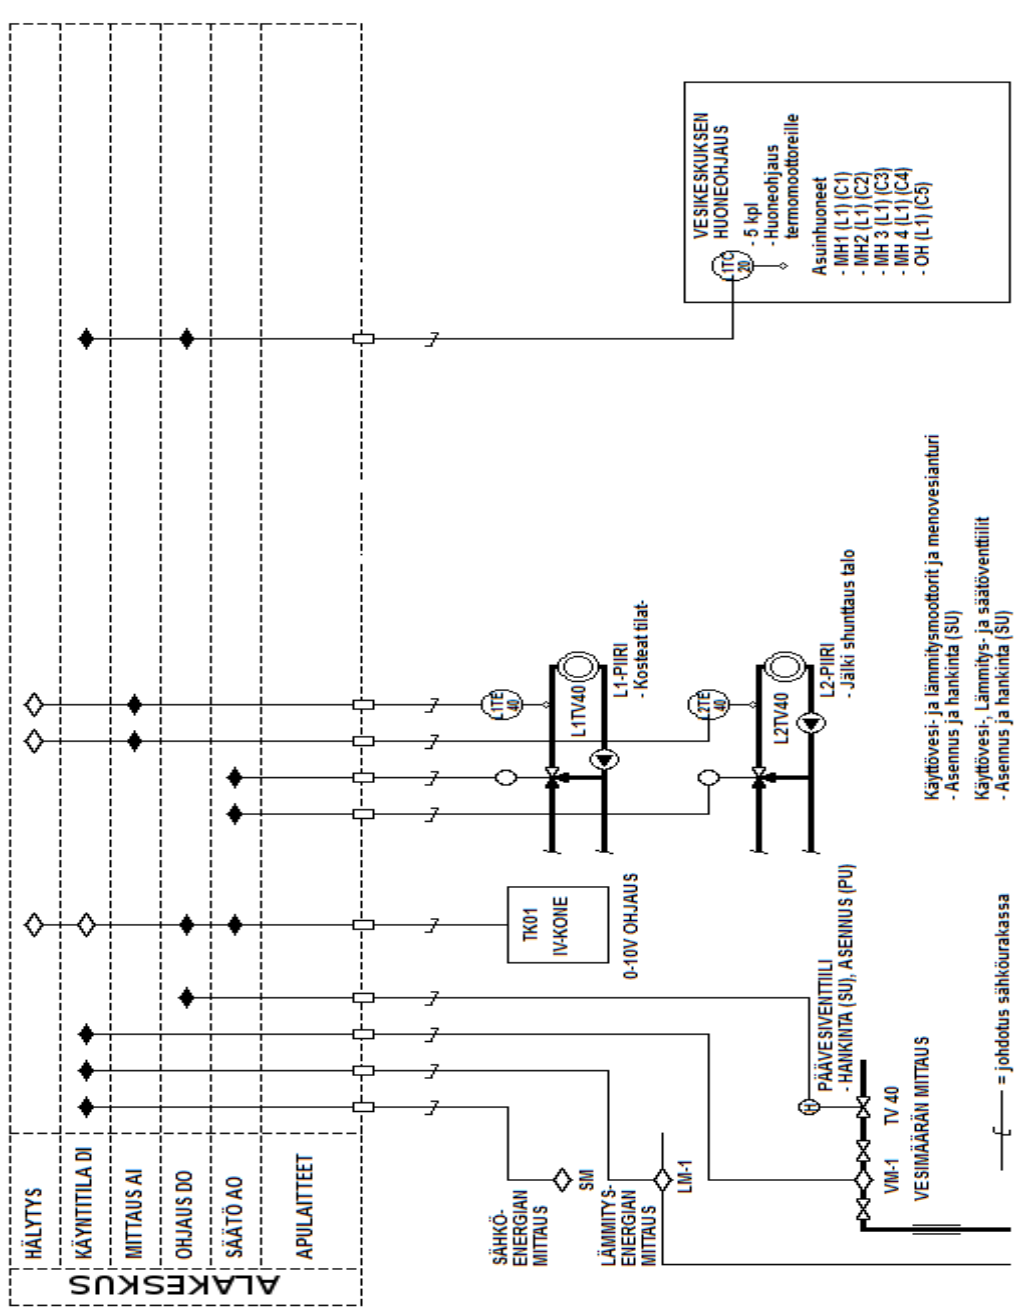 ALAKESKUS
HÄLYTYS
KÄYNTITILA DI
MITTAUS AI
OHJAUS DO
SÄÄTÖ AO
APULAITTEET
SÄHKÖ-
ENERGIAN
MITTAUS
SM
LÄMMITYS-
ENERGIAN
MITTAUS
LM-1
VM-1
TV 40
VESIMÄÄRÄN MITTAUS
H
PÄÄVESIVENTTIILI
- HANKINTA (SU), ASENNUS (PU)
= johdotus sähköurakassa
TK01
IV-KONE
0-10V OHJAUS
L1TE
40
L1TV40
L1-PIIRI
- Kosteat tilat-
L2TE
40
L2TV40
L2-PIIRI
- Jälki shunttaus talo
Käyttövesi- ja lämmitysmoottorit ja menovesianturi
- Asennus ja hankinta (SU)
Käyttövesi-, Lämmitys- ja säätöventtiilit
- Asennus ja hankinta (SU)
VESIKESKUKSEN
HUONEOHJAUS
L1TC
20
- 5 kpl
- Huoneohjaus
termomoottoreille
Asuinhuoneet
- MH1 (L1) (C1)
- MH2 (L1) (C2)
- MH 3 (L1) (C3)
- MH 4 (L1) (C4)
- OH (L1) (C5)